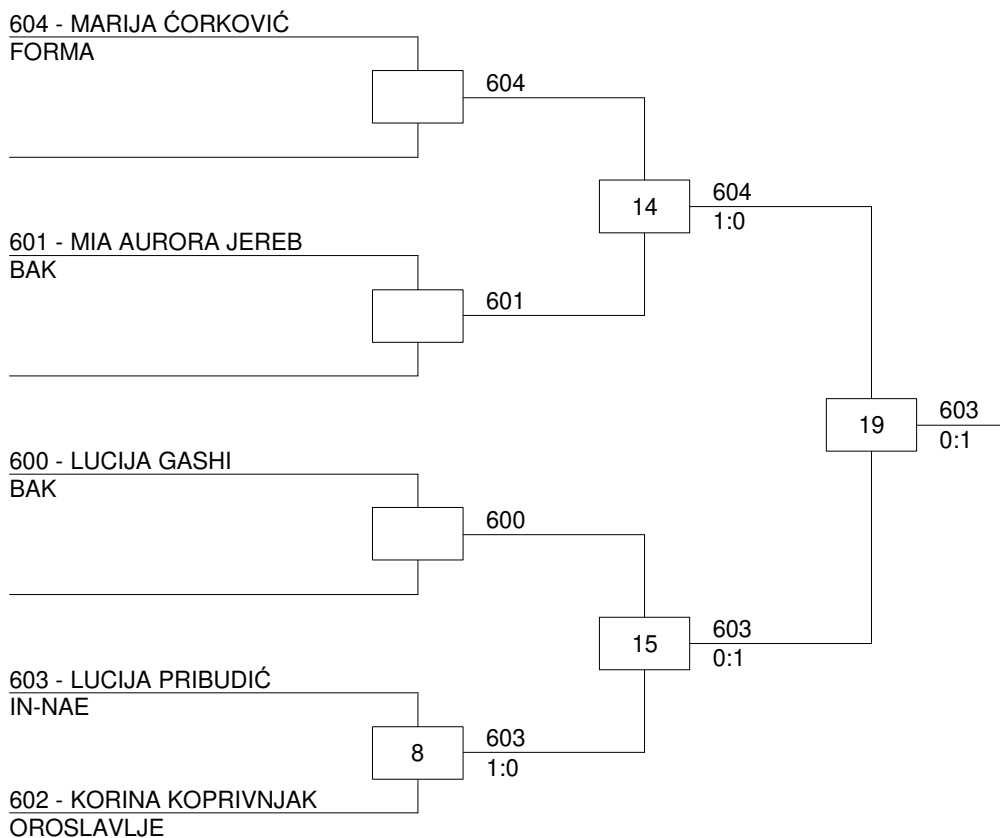 604 - MARIJA ĆORKOVIĆ
FORMA
604
14
604
1:0
601 - MIA AURORA JEREB
BAK
601
19
603
0:1
600 - LUCIJA GASHI
BAK
600
15
603
0:1
603 - LUCIJA PRIBUDIĆ
IN-NAE
8
603
1:0
602 - KORINA KOPRIVNJAK
OROSLAVLJE